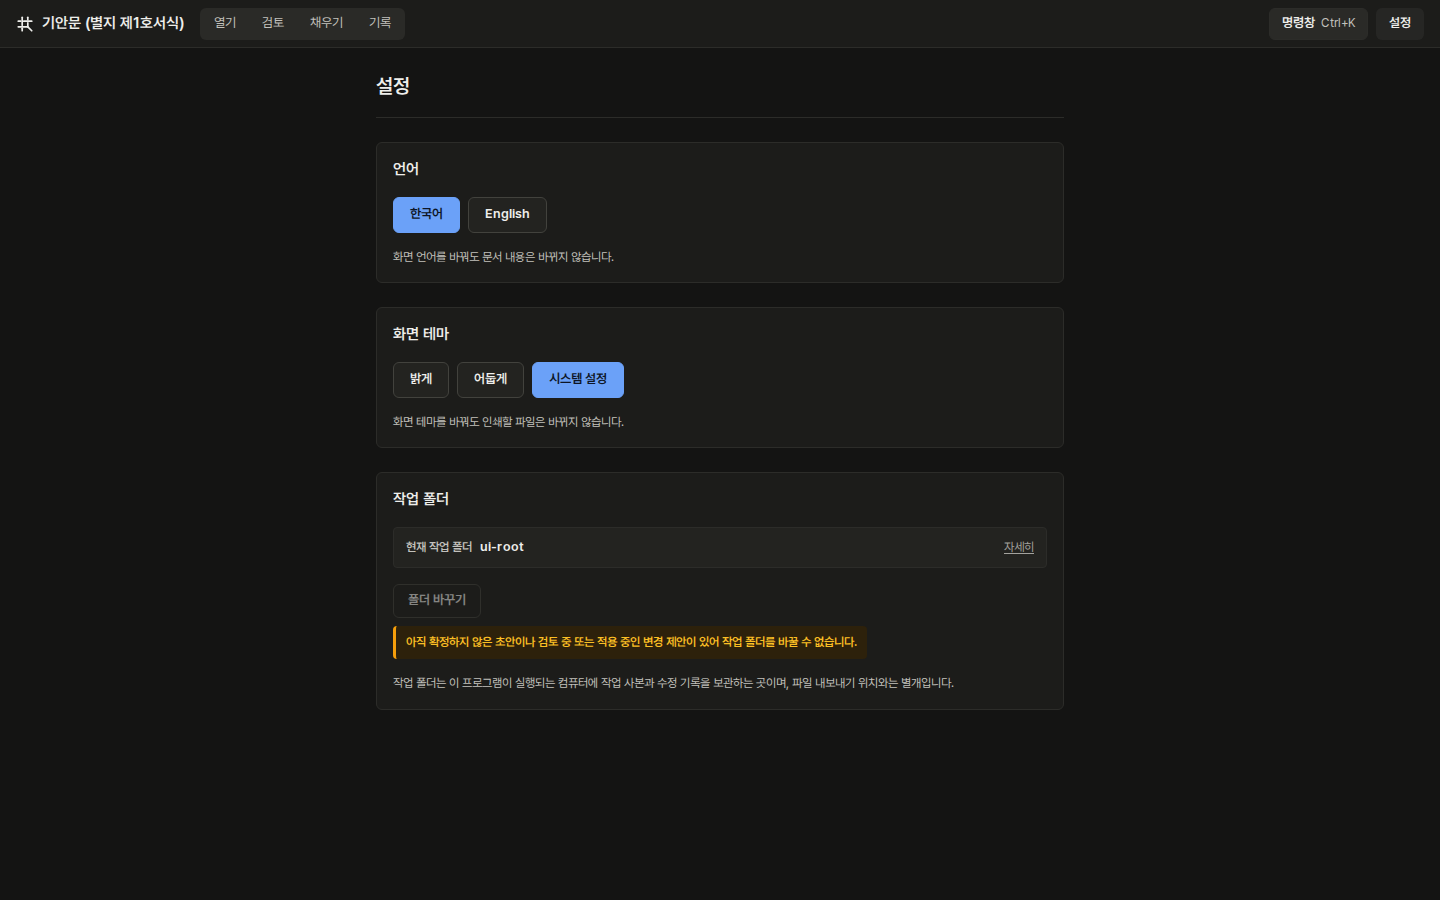 기안문 (별지 제1호서식)
열기 검토 채우기 기록
명령창 Ctrl+K 설정
설정
언어
한국어 English
화면 언어를 바꿔도 문서 내용은 바뀌지 않습니다.
화면 테마
밝게 어둡게 시스템 설정
화면 테마를 바꿔도 인쇄할 파일은 바뀌지 않습니다.
작업 폴더
현재 작업 폴더 ui-root 자세히
폴더 바꾸기
아직 확정하지 않은 초안이나 검토 중 또는 적용 중인 변경 제안이 있어 작업 폴더를 바꿀 수 없습니다.
작업 폴더는 이 프로그램이 실행되는 컴퓨터에 작업 사본과 수정 기록을 보관하는 곳이며, 파일 내보내기 위치와는 별개입니다.